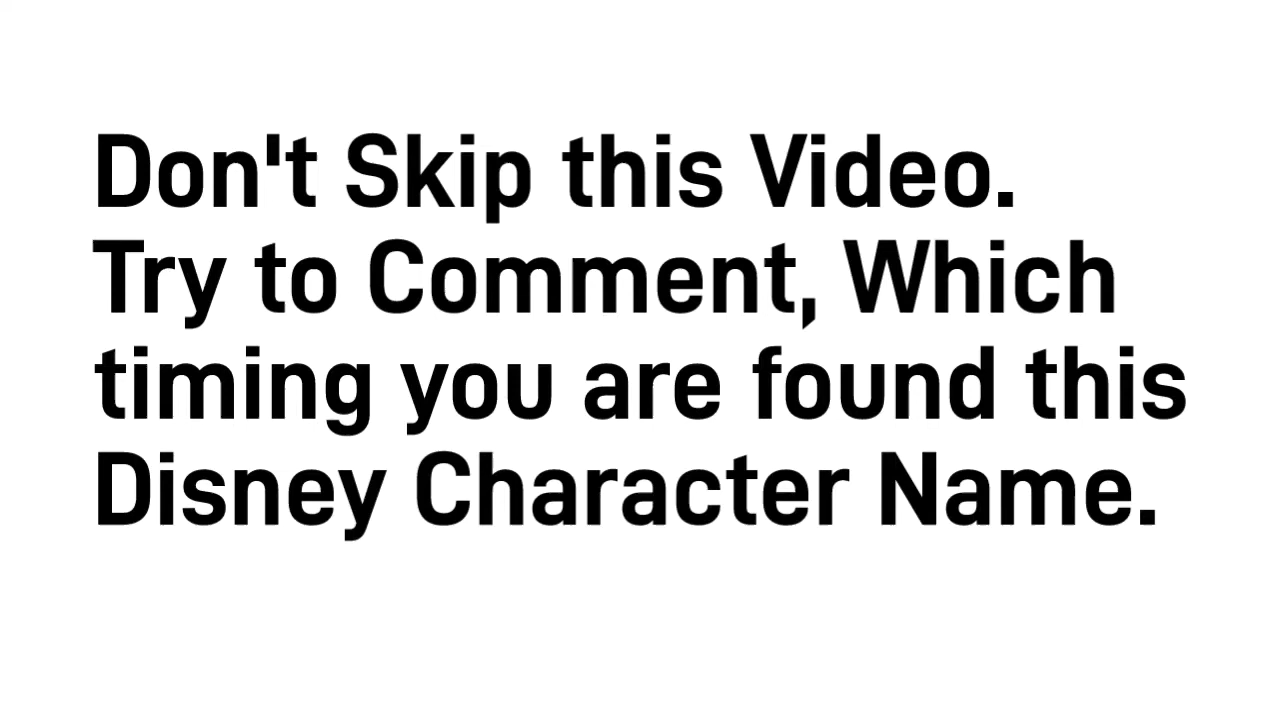 Don't Skip this Video.
Try to Comment, Which
timing you are found this
Disney Character Name.